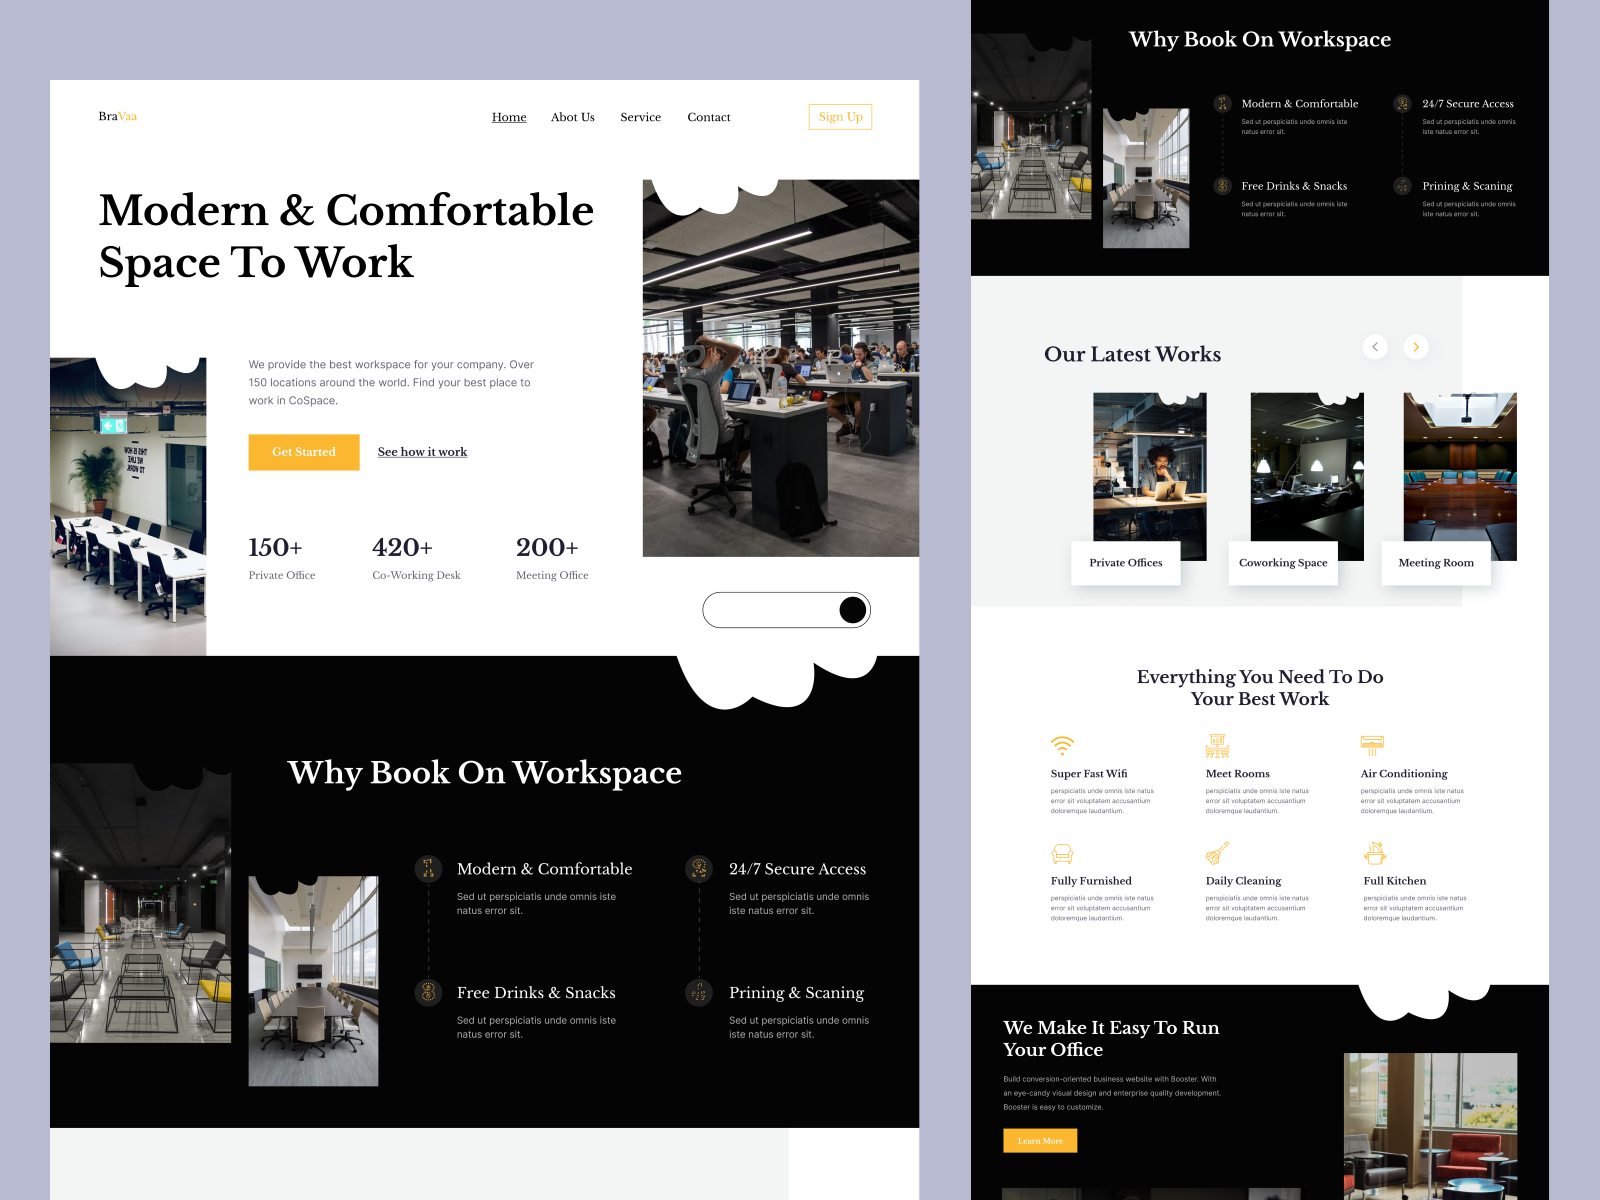 BraVaa
Home
Abot Us
Service
Contact
Sign Up
Modern & Comfortable
Space To Work
We provide the best workspace for your company. Over
150 locations around the world. Find your best place to
work in CoSpace.
Get Started
See how it work
THIS IS HOW
WE LIKE
TO WORK
150+
Private Office
420+
Co-Working Desk
200+
Meeting Office
Why Book On Workspace
Modern & Comfortable
Sed ut perspiciatis unde omnis iste
natus error sit.
24/7 Secure Access
Sed ut perspiciatis unde omnis
iste natus error sit.
Free Drinks & Snacks
Sed ut perspiciatis unde omnis iste
natus error sit.
Prining & Scaning
Sed ut perspiciatis unde omnis
iste natus error sit.
Why Book On Workspace
Modern & Comfortable
Sed ut perspiciatis unde omnis iste
natus error sit.
24/7 Secure Access
Sed ut perspiciatis unde omnis
iste natus error sit.
Free Drinks & Snacks
Sed ut perspiciatis unde omnis iste
natus error sit.
Prining & Scaning
Sed ut perspiciatis unde omnis
iste natus error sit.
Our Latest Works
Private Offices
Coworking Space
Meeting Room
Everything You Need To Do
Your Best Work
Super Fast Wifi
perspiciatis unde omnis iste natus
error sit voluptatem accusantium
doloremque laudantium.
Meet Rooms
perspiciatis unde omnis iste natus
error sit voluptatem accusantium
doloremque laudantium.
Air Conditioning
perspiciatis unde omnis iste natus
error sit voluptatem accusantium
doloremque laudantium.
Fully Furnished
perspiciatis unde omnis iste natus
error sit voluptatem accusantium
doloremque laudantium.
Daily Cleaning
perspiciatis unde omnis iste natus
error sit voluptatem accusantium
doloremque laudantium.
Full Kitchen
perspiciatis unde omnis iste natus
error sit voluptatem accusantium
doloremque laudantium.
We Make It Easy To Run
Your Office
Build conversion-oriented business website with Booster. With
an eye-candy visual design and enterprise quality development.
Booster is easy to customize.
Learn More